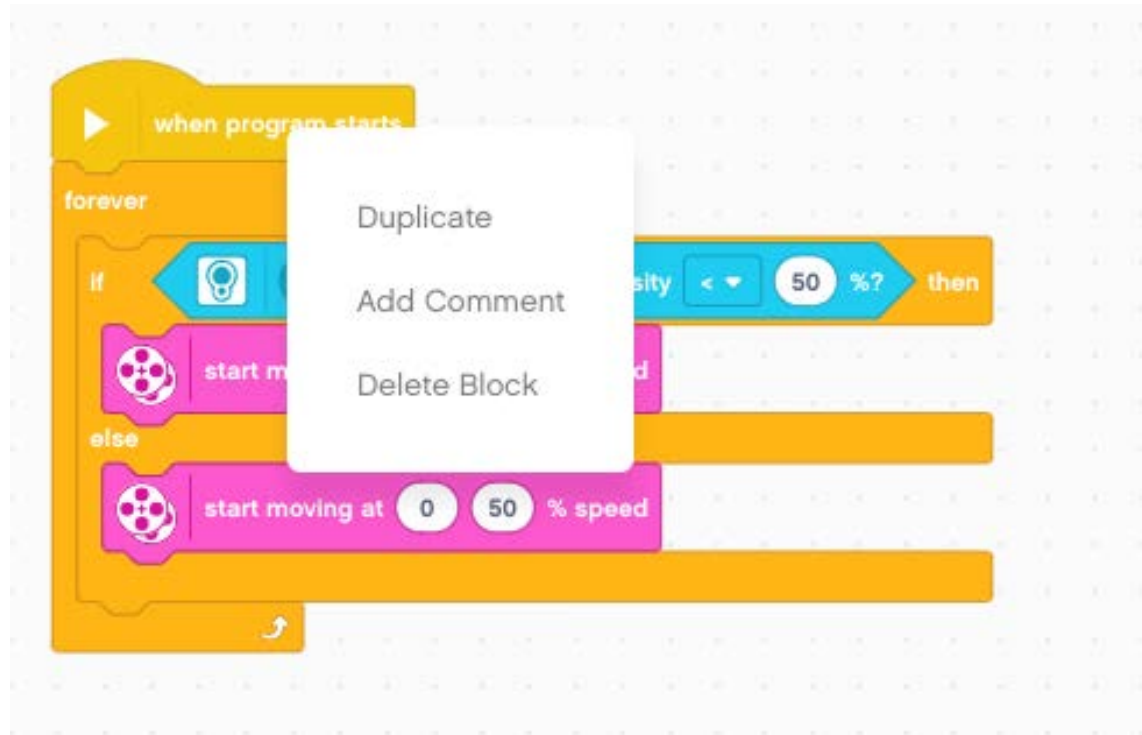 when program starts
forever
Duplicate
If < 50 %? then
Add Comment
start
Delete Block
else
start moving at 0 50 % speed